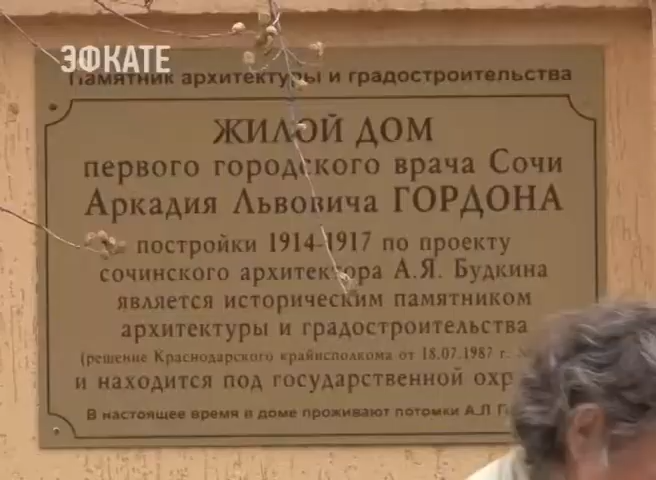 ЭФКАТЕ
Памятник архитектуры и градостроительства
ЖИЛОЙ ДОМ
первого городского врача Сочи
Аркадия Львовича ГОРДОНА
постройки 1914-1917 по проекту
сочинского архитектора А.Я. Будкина
является историческим памятником
архитектуры и градостроительства
(решение Краснодарского крайисполкома от 18.07.1987 г.
и находится под государственной
В настоящее время в доме проживают потомки А.Л